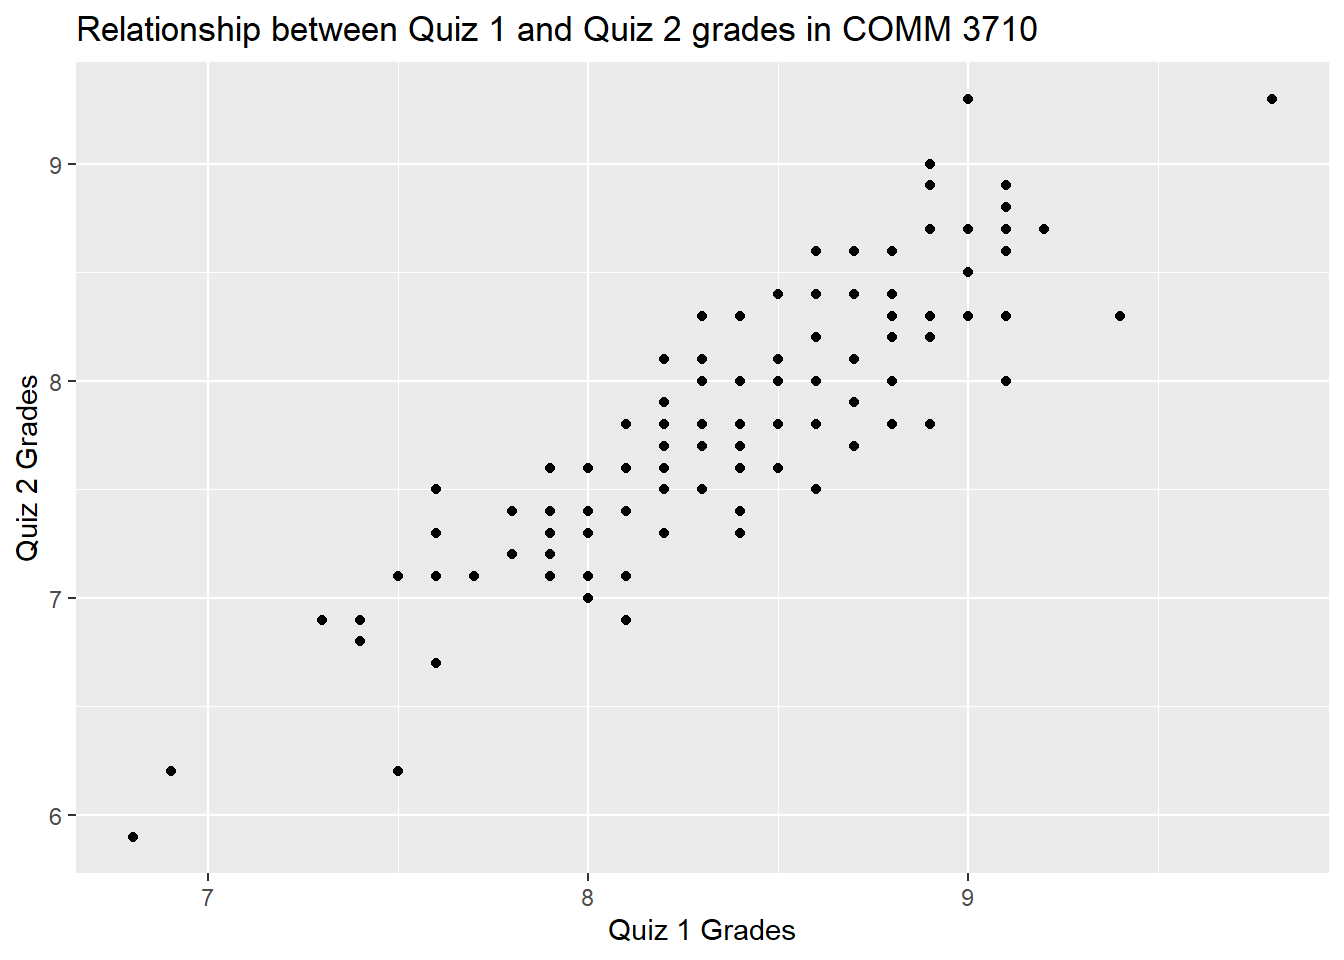 Relationship between Quiz 1 and Quiz 2 grades in COMM 3710
9
8
7
6
Quiz 2 Grades
7 8 9
Quiz 1 Grades